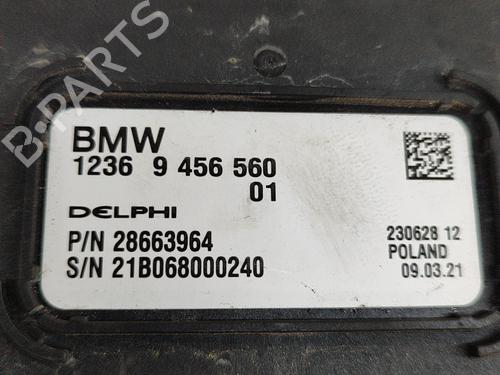 B-PARTS
BMW
1236 9 456 560
01
DELPHI
P/N 28663964
S/N 21B068000240
230628 12
POLAND
09.03.21